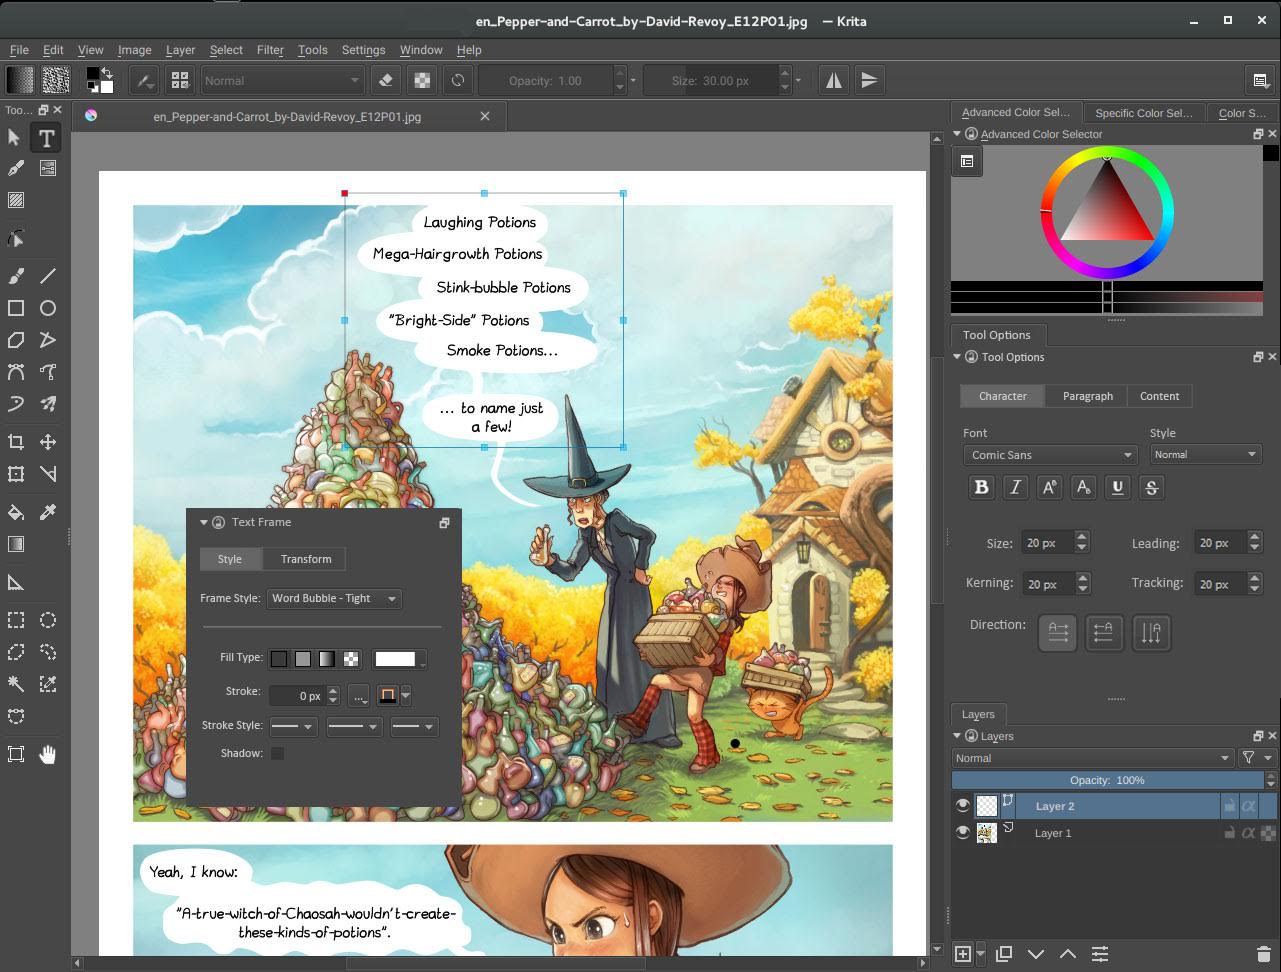 en_Pepper-and-Carrot_by-David-Revoy_E12P01.jpg — Krita
File Edit View Image Layer Select Filter Tools Settings Window Help
Normal
Opacity: 1.00
Size: 30.00 px
Too...
en_Pepper-and-Carrot_by-David-Revoy_E12P01.jpg
Laughing Potions
Mega-Hairgrowth Potions
Stink-bubble Potions
"Bright-Side" Potions
Smoke Potions...
... to name just
a few!
Text Frame
Style Transform
Frame Style: Word Bubble - Tight
Fill Type:
Stroke: 0 px ...
Stroke Style:
Shadow:
Yeah, I know:
"A-true-witch-of-Chaosah-wouldn't-create-
these-kinds-of-potions".
Advanced Color Sel... Specific Color Sel... Color S...
Advanced Color Selector
Tool Options
Tool Options
Character Paragraph Content
Font Style
Comic Sans Normal
B I A A U S
Size: 20 px Leading: 20 px
Kerning: 20 px Tracking: 20 px
Direction:
Layers
Layers
Normal
Opacity: 100%
Layer 2
Layer 1